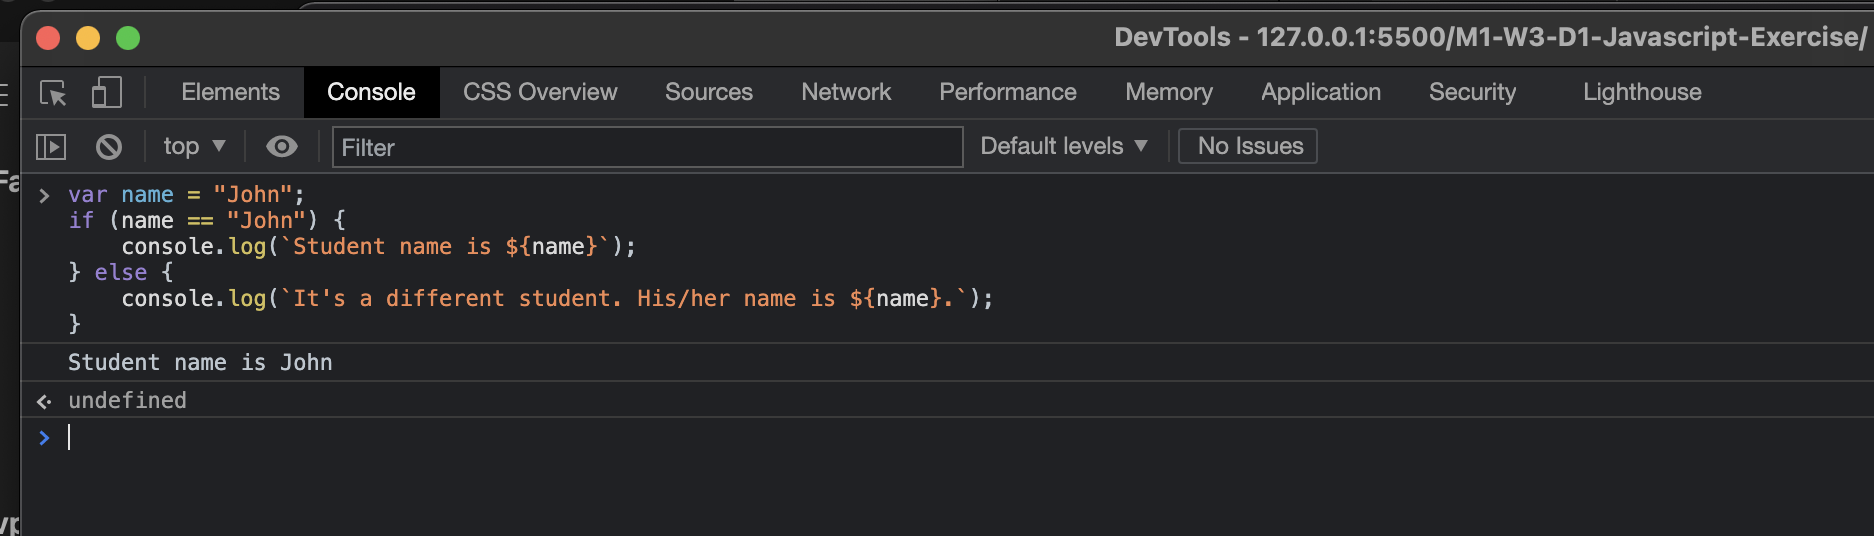 DevTools - 127.0.0.1:5500/M1-W3-D1-Javascript-Exercise/
Elements Console CSS Overview Sources Network Performance Memory Application Security Lighthouse
top Filter Default levels No Issues
var name = "John";
if (name == "John") {
    console.log(`Student name is ${name}`);
} else {
    console.log(`It's a different student. His/her name is ${name}.`);
}
Student name is John
undefined